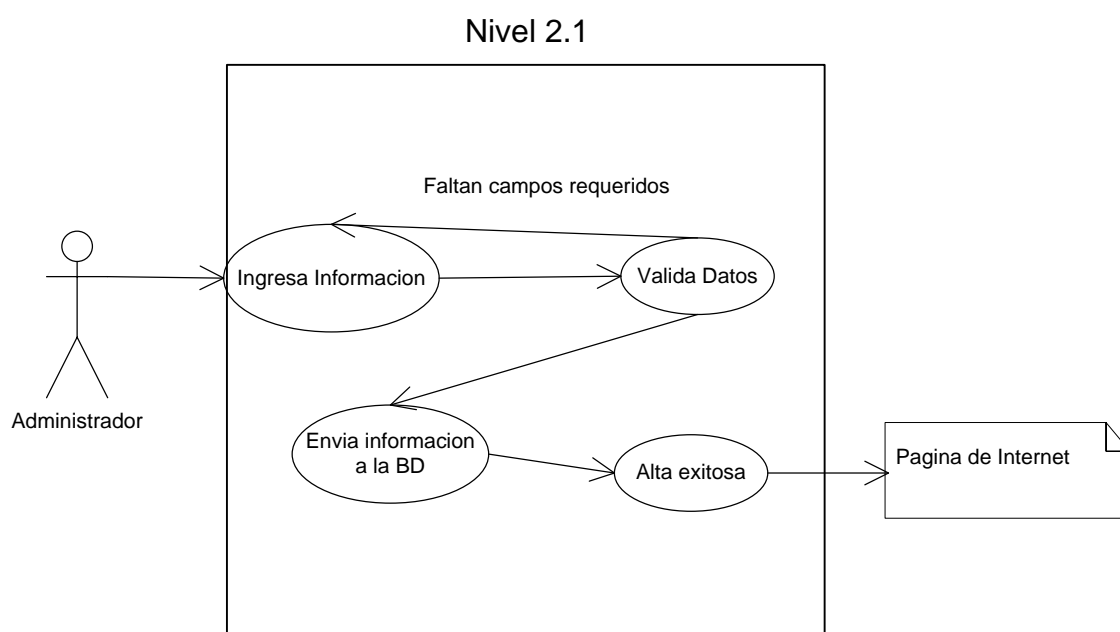 Nivel 2.1
Faltan campos requeridos
Ingresa Informacion
Valida Datos
Administrador
Envia informacion
a la BD
Alta exitosa
Pagina de Internet